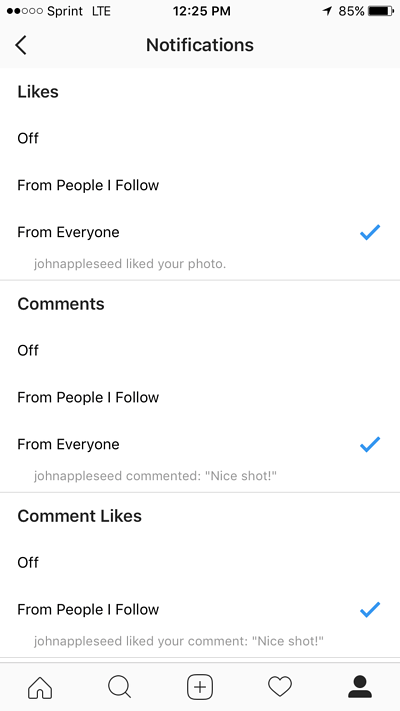 Sprint LTE 12:25 PM 85%
Notifications
Likes
Off
From People I Follow
From Everyone
johnappleseed liked your photo.
Comments
Off
From People I Follow
From Everyone
johnappleseed commented: "Nice shot!"
Comment Likes
Off
From People I Follow
johnappleseed liked your comment: "Nice shot!"